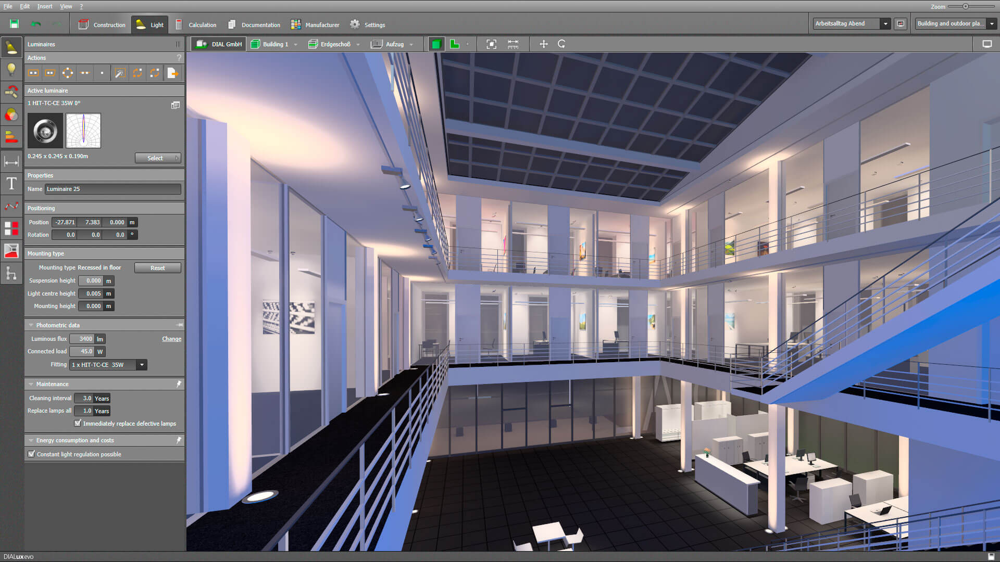 File Edit Insert View ?
Zoom
Construction Light Calculation Documentation Manufacturer Settings
Arbeitsalltag Abend
Building and outdoor pla...
Luminaires
DIAL GmbH Building 1 Erdgeschoß Aufzug
Actions ?
Active luminaire
1 HIT-TC-CE 35W 0°
0.245 x 0.245 x 0.190m
Select
Properties
Name Luminaire 25
T
Positioning
Position -27.871 7.383 0.000 m
Rotation 0.0 0.0 0.0 °
Mounting type
Mounting type Recessed in floor Reset
Suspension height 0.000 m
Light centre height 0.005 m
Mounting height 0.000 m
Photometric data
Luminous flux 3400 lm Change
Connected load 45.0 W
Fitting 1 x HIT-TC-CE 35W
Maintenance
Cleaning interval 3.0 Years
Replace lamps all 1.0 Years
Immediately replace defective lamps
Energy consumption and costs
Constant light regulation possible
DIALux evo